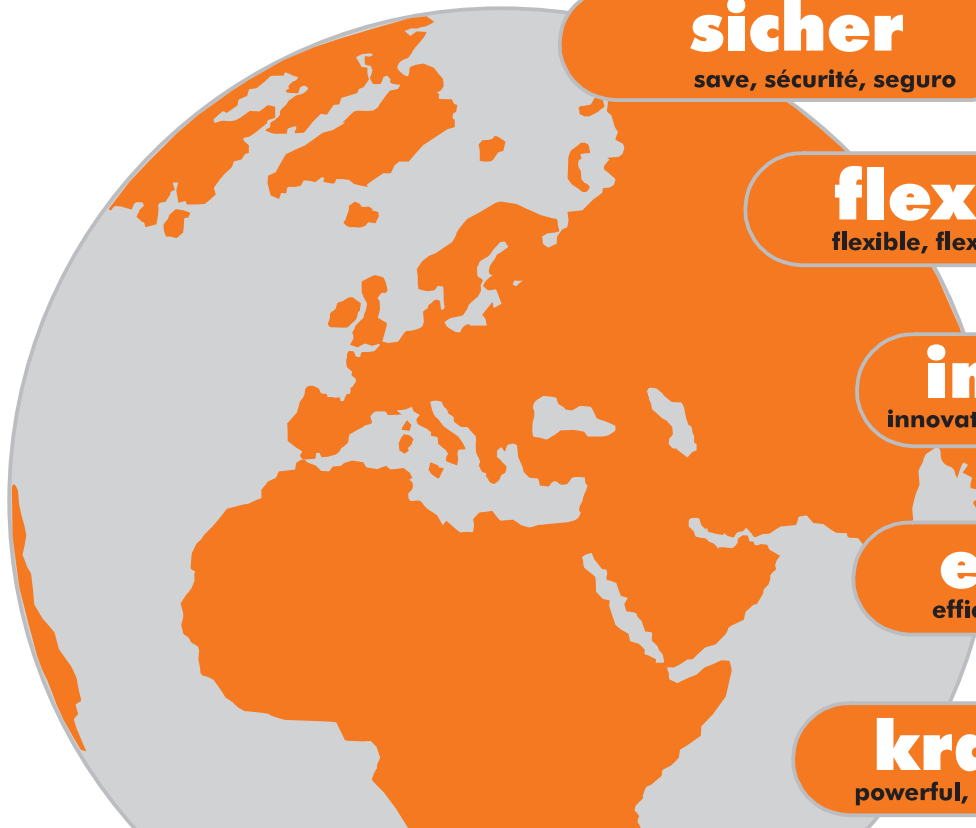 sicher
save, sécurité, seguro
flex
flexible, flex
in
innovat
e
effic
kra
powerful,